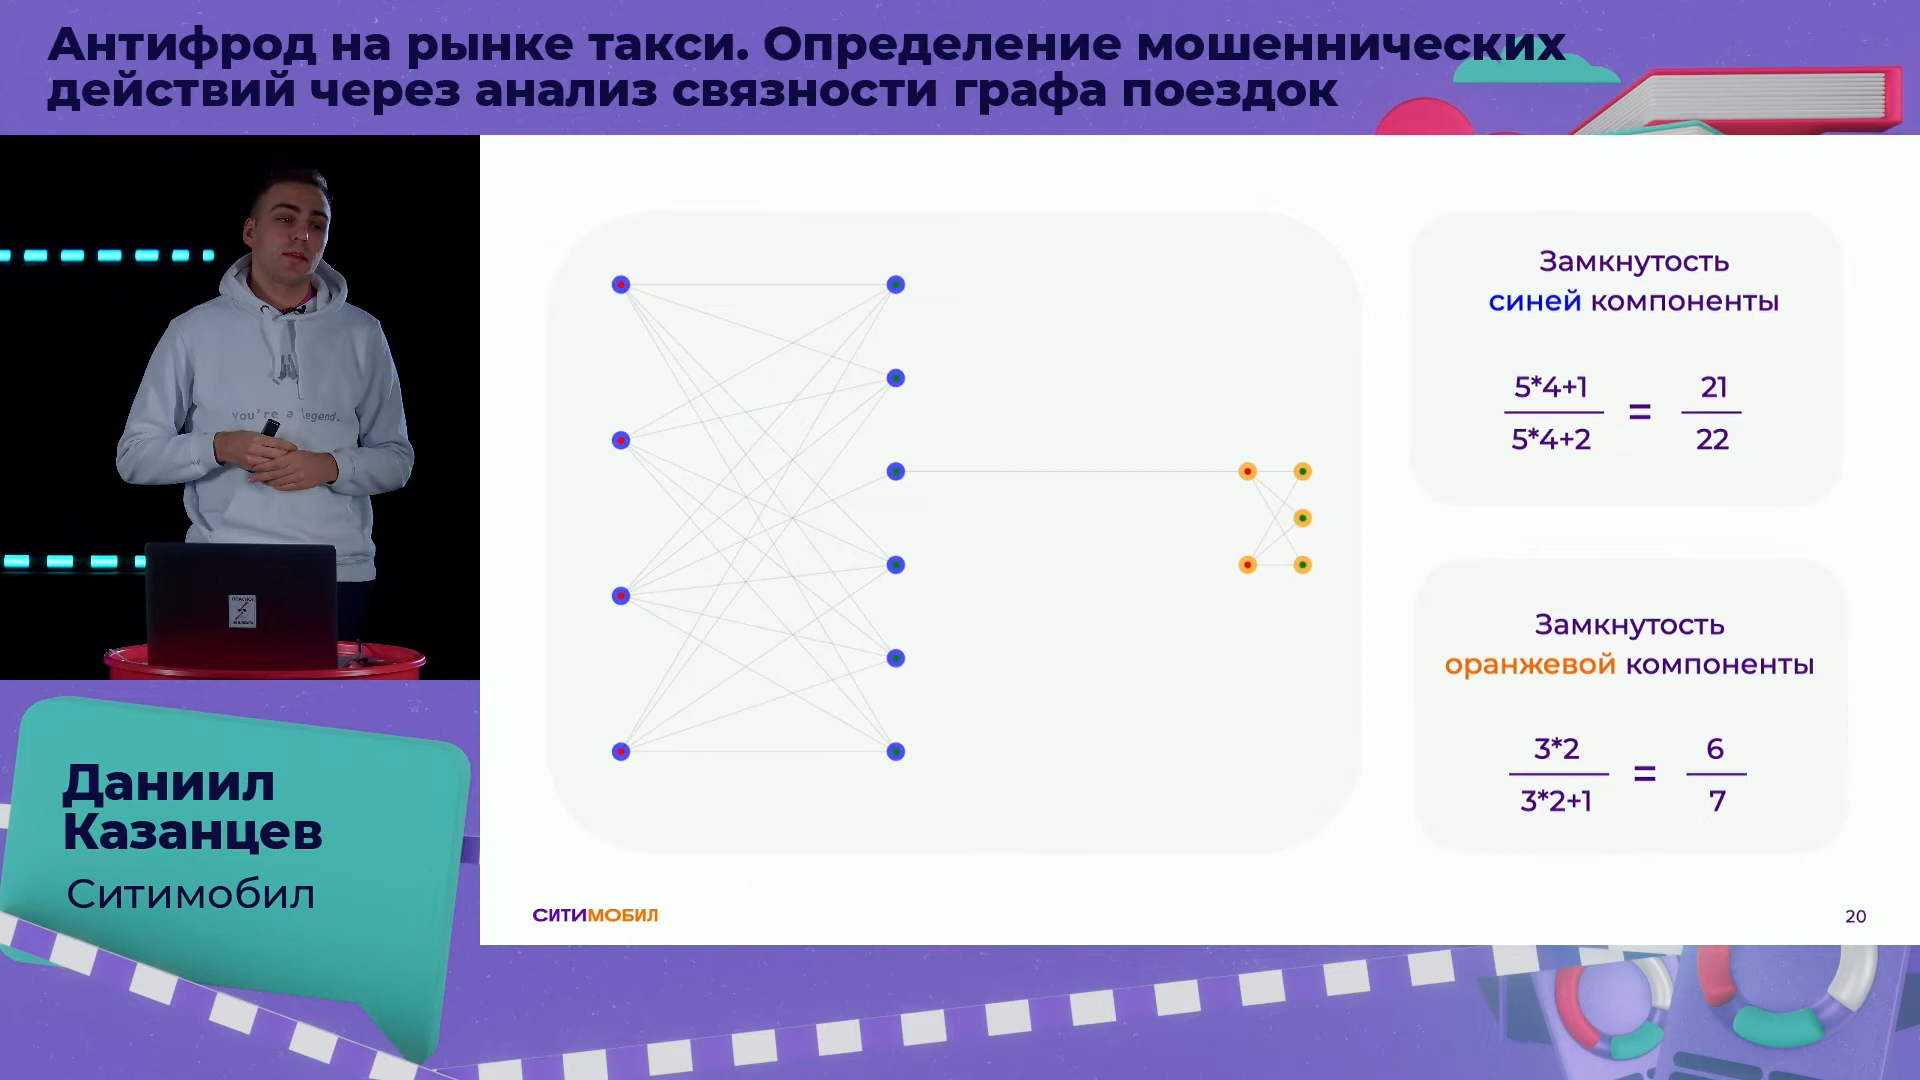 Антифрод на рынке такси. Определение мошеннических
действий через анализ связности графа поездок
You're a legend.
Даниил
Казанцев
Ситимобил
Замкнутость
синей компоненты
5*4+1
5*4+2
=
21
22
Замкнутость
оранжевой компоненты
3*2
3*2+1
=
6
7
СИТИМОБИЛ
20